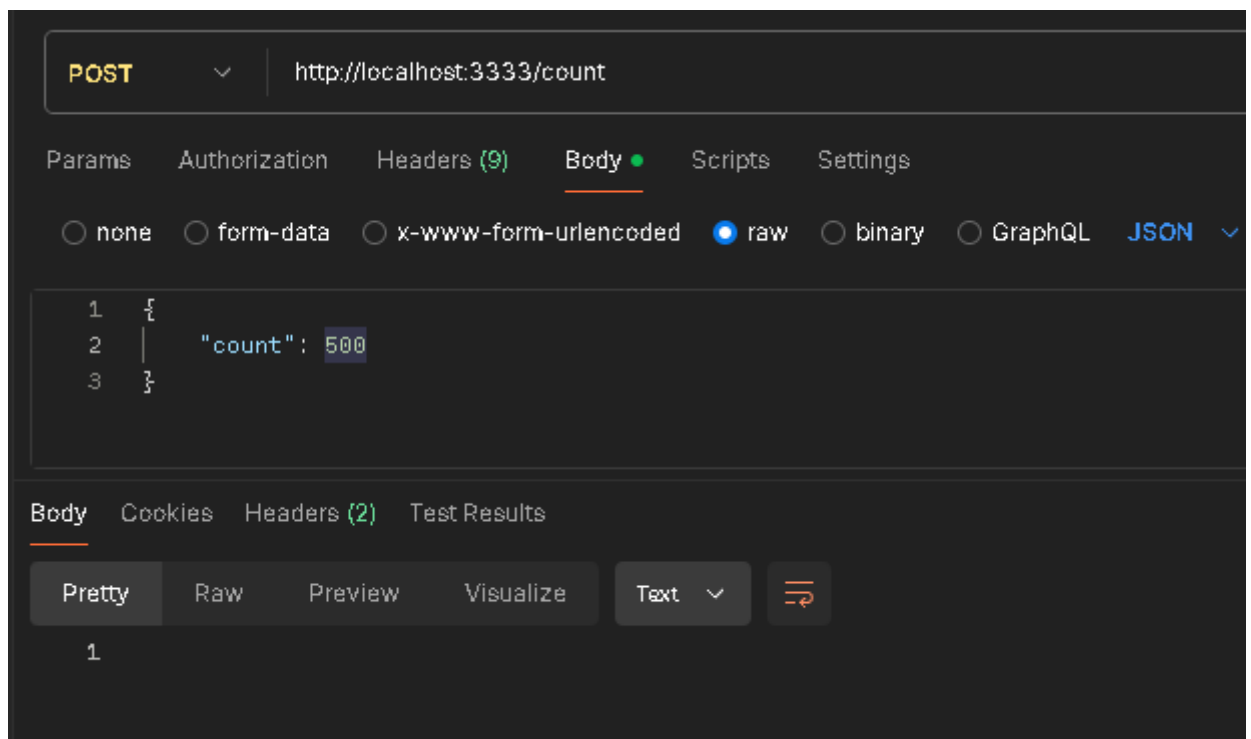 POST http://localhost:3333/count
Params Authorization Headers (9) Body Scripts Settings
none form-data x-www-form-urlencoded raw binary GraphQL JSON
1 {
2 "count": 500
3 }
Body Cookies Headers (2) Test Results
Pretty Raw Preview Visualize Text
1